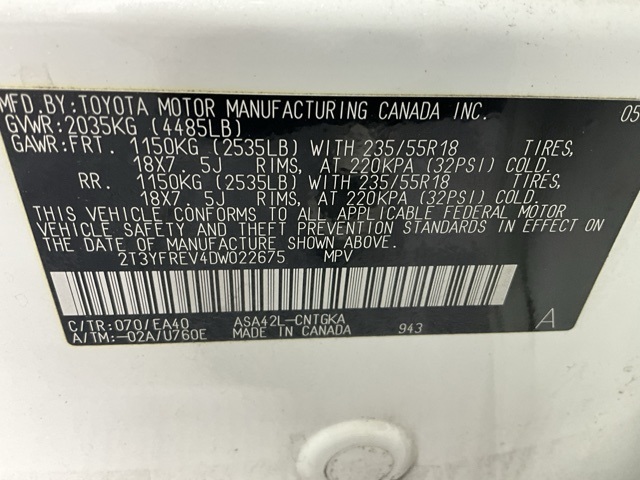 MFD.BY:TOYOTA MOTOR MANUFACTURING CANADA INC. 05
GVWR:2035KG (4485LB)
GAWR:FRT. 1150KG (2535LB) WITH 235/55R18 TIRES,
18X7. 5J RIMS, AT 220KPA (32PSI) COLD.
RR. 1150KG (2535LB) WITH 235/55R18 TIRES,
18X7. 5J RIMS, AT 220KPA (32PSI) COLD.
THIS VEHICLE CONFORMS TO ALL APPLICABLE FEDERAL MOTOR
VEHICLE SAFETY AND THEFT PREVENTION STANDARDS IN EFFECT
ON THE DATE OF MANUFACTURE SHOWN ABOVE.
2T3YFREV4DW022675 MPV
C/TR:070/EA40 ASA42L-CNTGKA A
A/TM:-02A/U760E MADE IN CANADA 943